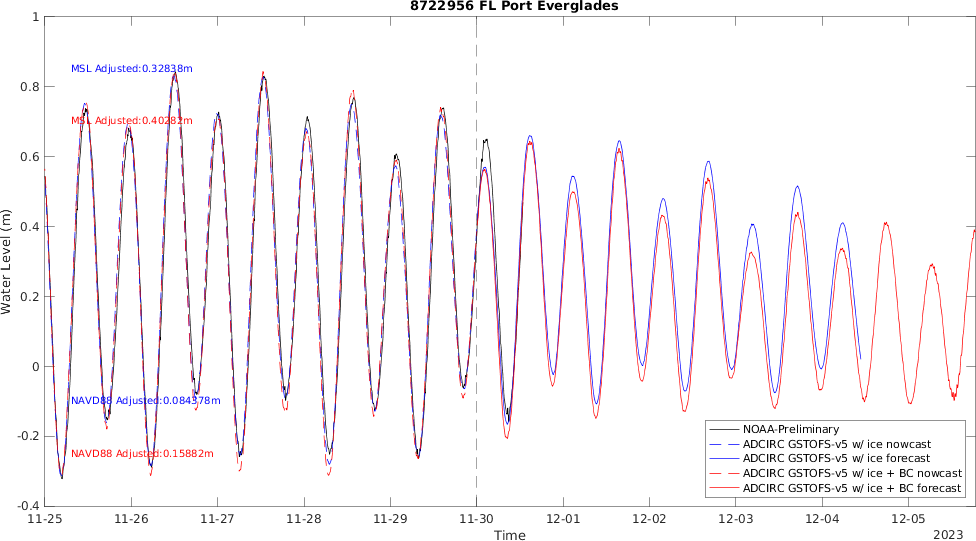 8722956 FL Port Everglades
1
0.8
0.6
0.4
0.2
0
-0.2
-0.4
Water Level (m)
MSL Adjusted:0.32838m
MSL Adjusted:0.40282m
NAVD88 Adjusted:0.084378m
NAVD88 Adjusted:0.15882m
NOAA-Preliminary
ADCIRC GSTOFS-v5 w/ ice nowcast
ADCIRC GSTOFS-v5 w/ ice forecast
ADCIRC GSTOFS-v5 w/ ice + BC nowcast
ADCIRC GSTOFS-v5 w/ ice + BC forecast
11-25 11-26 11-27 11-28 11-29 11-30 12-01 12-02 12-03 12-04 12-05
Time
2023